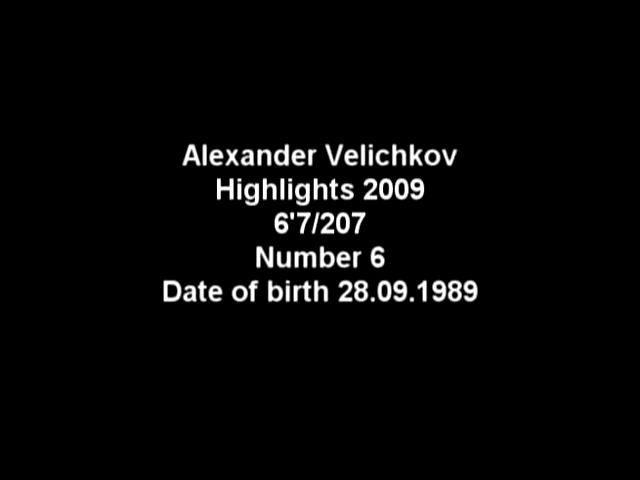 Alexander Velichkov
Highlights 2009
6'7/207
Number 6
Date of birth 28.09.1989